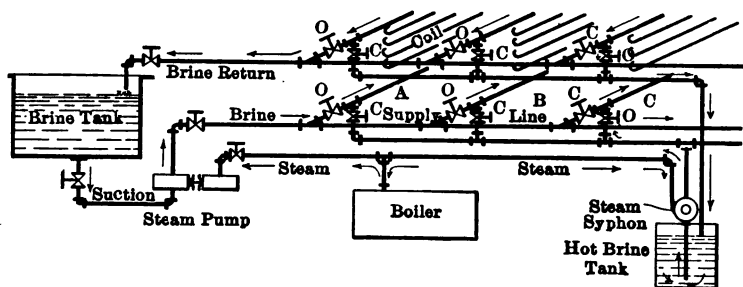 O
Coil
O
C
C
C
C
Brine Return
O
A
O
B
C
C
Brine Tank
Brine
C
Supply
C
Line
O
Suction
Steam
Steam
Steam Pump
Boiler
Steam
Syphon
Hot Brine
Tank